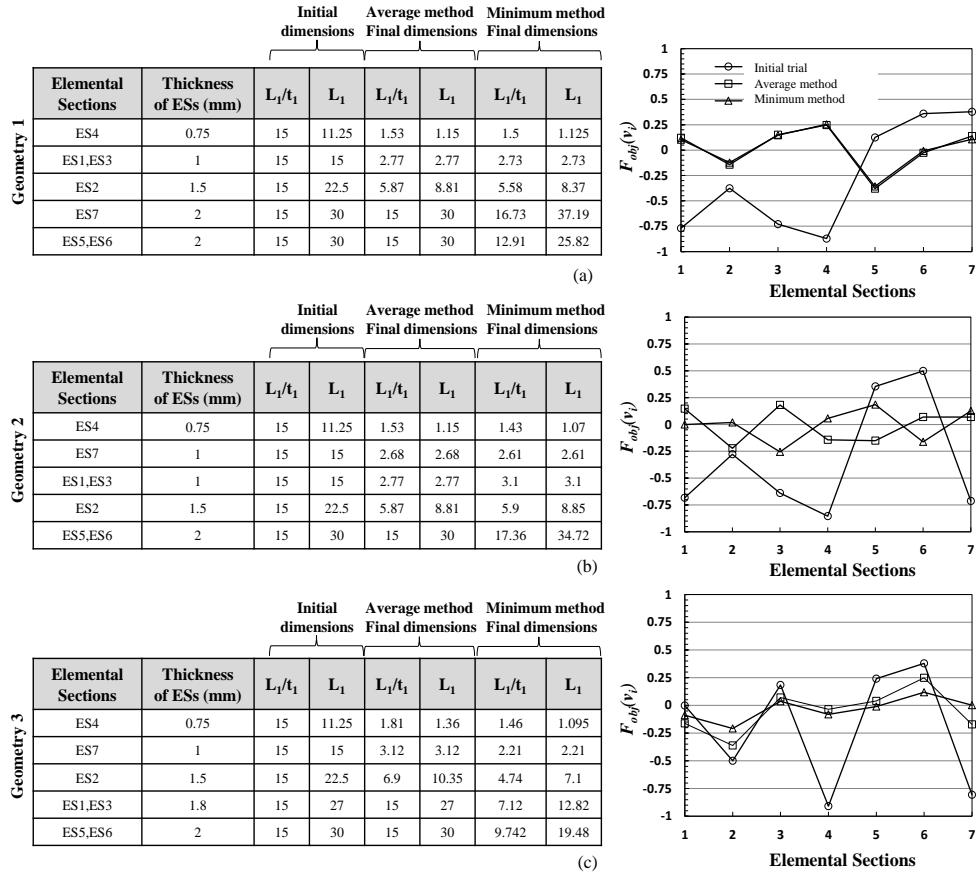 Initial dimensions
Average method Final dimensions
Minimum method Final dimensions
Geometry 1
Elemental Sections Thickness of ESs (mm) L1/t1 L1 L1/t1 L1 L1/t1 L1
ES4 0.75 15 11.25 1.53 1.15 1.5 1.125
ES1,ES3 1 15 15 2.77 2.77 2.73 2.73
ES2 1.5 15 22.5 5.87 8.81 5.58 8.37
ES7 2 15 30 15 30 16.73 37.19
ES5,ES6 2 15 30 15 30 12.91 25.82
(a)
Fobj(vi)
1
0.75
0.5
0.25
0
-0.25
-0.5
-0.75
-1
Initial trial
Average method
Minimum method
1 2 3 4 5 6 7
Elemental Sections
Initial dimensions
Average method Final dimensions
Minimum method Final dimensions
Geometry 2
Elemental Sections Thickness of ESs (mm) L1/t1 L1 L1/t1 L1 L1/t1 L1
ES4 0.75 15 11.25 1.53 1.15 1.43 1.07
ES7 1 15 15 2.68 2.68 2.61 2.61
ES1,ES3 1 15 15 2.77 2.77 3.1 3.1
ES2 1.5 15 22.5 5.87 8.81 5.9 8.85
ES5,ES6 2 15 30 15 30 17.36 34.72
(b)
Fobj(vi)
1
0.75
0.5
0.25
0
-0.25
-0.5
-0.75
-1
1 2 3 4 5 6 7
Elemental Sections
Initial dimensions
Average method Final dimensions
Minimum method Final dimensions
Geometry 3
Elemental Sections Thickness of ESs (mm) L1/t1 L1 L1/t1 L1 L1/t1 L1
ES4 0.75 15 11.25 1.81 1.36 1.46 1.095
ES7 1 15 15 3.12 3.12 2.21 2.21
ES2 1.5 15 22.5 6.9 10.35 4.74 7.1
ES1,ES3 1.8 15 27 15 27 7.12 12.82
ES5,ES6 2 15 30 15 30 9.742 19.48
(c)
Fobj(vi)
1
0.75
0.5
0.25
0
-0.25
-0.5
-0.75
-1
1 2 3 4 5 6 7
Elemental Sections